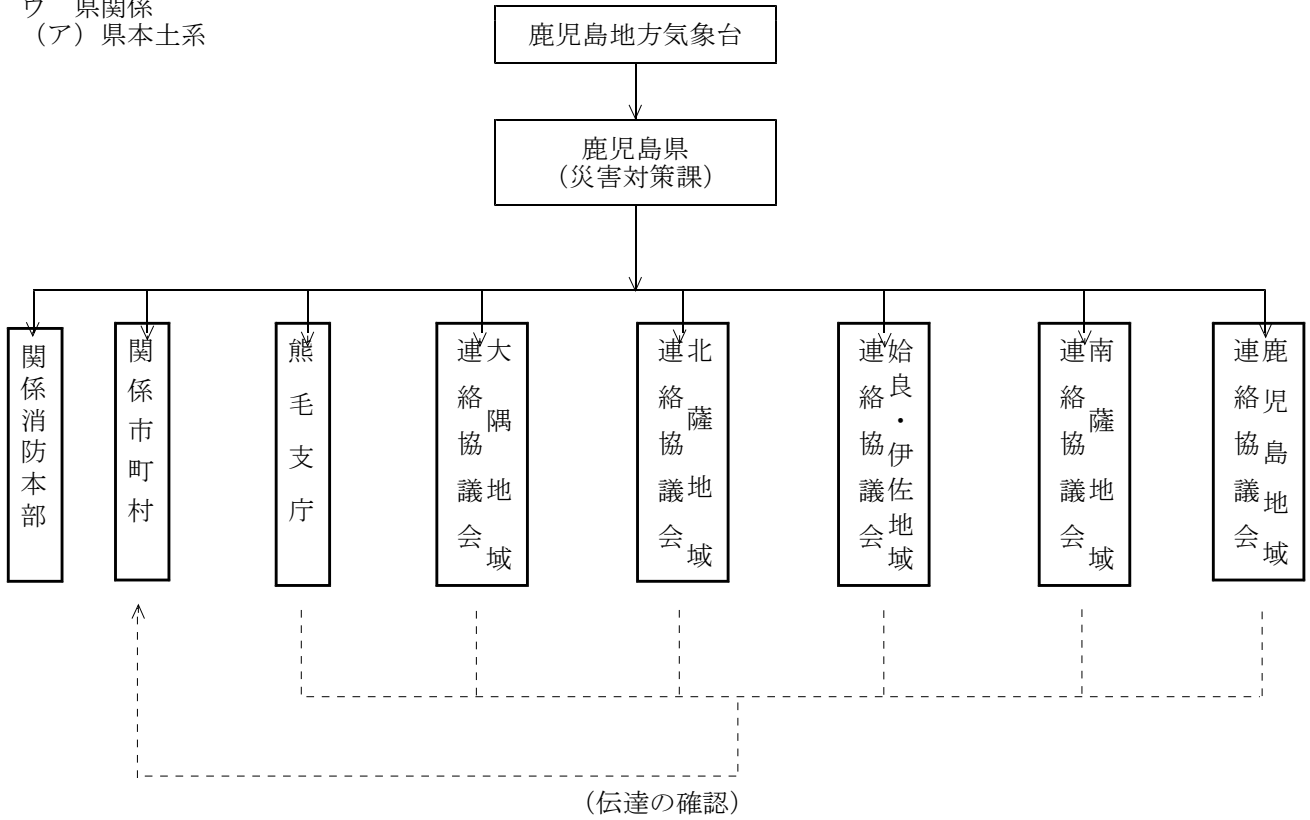 ウ　県関係
（ア）県本土系
鹿児島地方気象台
鹿児島県
（災害対策課）
関係消防本部
関係市町村
熊毛支庁
大隅地域
連絡協議会
北薩地域
連絡協議会
姶良・伊佐地域
連絡協議会
南薩地域
連絡協議会
鹿児島地域
連絡協議会
（伝達の確認）